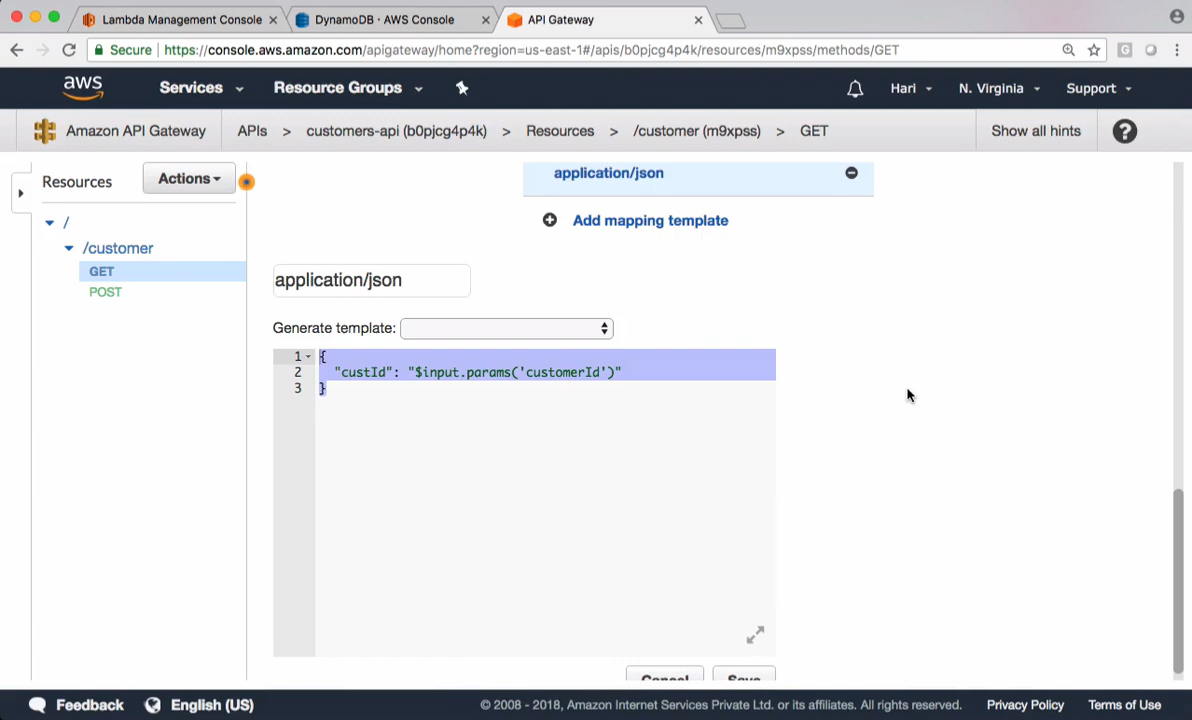 Lambda Management Console
DynamoDB · AWS Console
API Gateway
Secure
https://console.aws.amazon.com/apigateway/home?region=us-east-1#/apis/b0pjcg4p4k/resources/m9xpss/methods/GET
G
aws
Services
Resource Groups
Hari
N. Virginia
Support
Amazon API Gateway
APIs > customers-api (b0pjcg4p4k) > Resources > /customer (m9xpss) > GET
Show all hints
?
Resources
Actions
/
/customer
GET
POST
application/json
Add mapping template
application/json
Generate template:
1 {
2 "custId": "$input.params('customerId')"
3 }
Cancel
Save
Feedback
English (US)
© 2008 - 2018, Amazon Internet Services Private Ltd. or its affiliates. All rights reserved.
Privacy Policy
Terms of Use